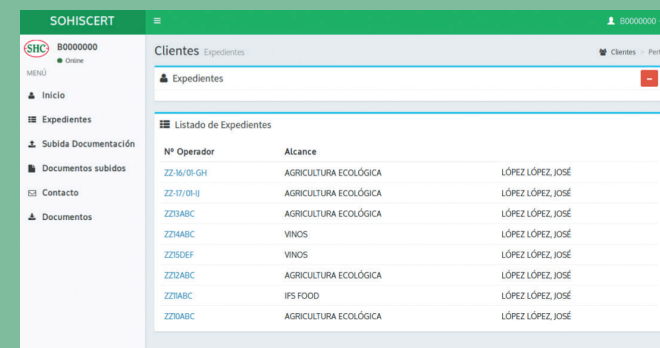 SOHISCERT
B0000000
SHC
B0000000
Online
MENÚ
Inicio
Expedientes
Subida Documentación
Documentos subidos
Contacto
Documentos
Clientes Expedientes
Clientes > Perf
Expedientes
Listado de Expedientes
Nº Operador Alcance
ZZ-16/01-GH AGRICULTURA ECOLÓGICA LÓPEZ LÓPEZ, JOSÉ
ZZ-17/01-IJ AGRICULTURA ECOLÓGICA LÓPEZ LÓPEZ, JOSÉ
ZZ13ABC AGRICULTURA ECOLÓGICA LÓPEZ LÓPEZ, JOSÉ
ZZ14ABC VINOS LÓPEZ LÓPEZ, JOSÉ
ZZ15DEF VINOS LÓPEZ LÓPEZ, JOSÉ
ZZ12ABC AGRICULTURA ECOLÓGICA LÓPEZ LÓPEZ, JOSÉ
ZZ11ABC IFS FOOD LÓPEZ LÓPEZ, JOSÉ
ZZ10ABC AGRICULTURA ECOLÓGICA LÓPEZ LÓPEZ, JOSÉ